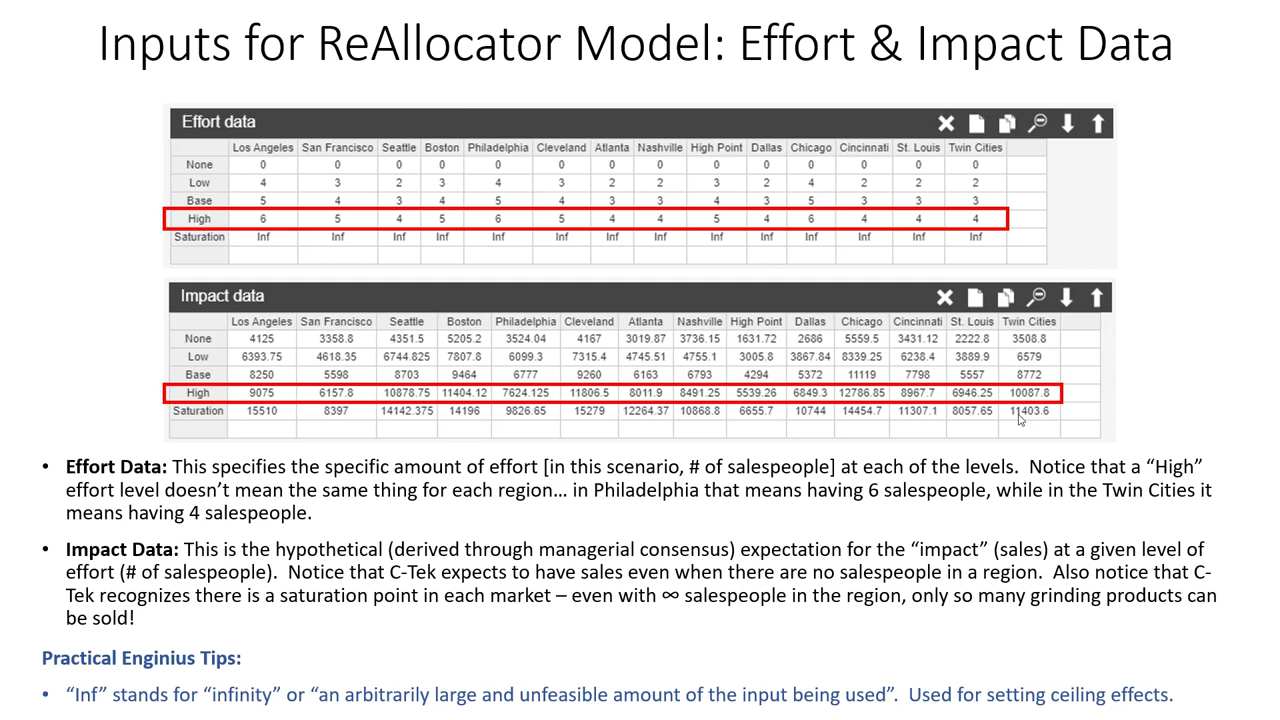 Inputs for ReAllocator Model: Effort & Impact Data
Effort data
Los Angeles San Francisco Seattle Boston Philadelphia Cleveland Atlanta Nashville High Point Dallas Chicago Cincinnati St. Louis Twin Cities
None 0 0 0 0 0 0 0 0 0 0 0 0 0 0
Low 4 3 2 3 4 3 2 2 3 2 4 2 2 2
Base 5 4 3 4 5 4 3 3 4 3 5 3 3 3
High 6 5 4 5 6 5 4 4 5 4 6 4 4 4
Saturation Inf Inf Inf Inf Inf Inf Inf Inf Inf Inf Inf Inf Inf Inf
Impact data
Los Angeles San Francisco Seattle Boston Philadelphia Cleveland Atlanta Nashville High Point Dallas Chicago Cincinnati St. Louis Twin Cities
None 4125 3358.8 4351.5 5205.2 3524.04 4167 3019.87 3736.15 1631.72 2686 5559.5 3431.12 2222.8 3508.8
Low 6393.75 4618.35 6744.825 7807.8 6099.3 7315.4 4745.51 4755.1 3005.8 3867.84 8339.25 6238.4 3889.9 6579
Base 8250 5598 8703 9464 6777 9260 6163 6793 4294 5372 11119 7798 5557 8772
High 9075 6157.8 10878.75 11404.12 7624.125 11806.5 8011.9 8491.25 5539.26 6849.3 12786.85 8967.7 6946.25 10087.8
Saturation 15510 8397 14142.375 14196 9826.65 15279 12264.37 10868.8 6655.7 10744 14454.7 11307.1 8057.65 11403.6
• Effort Data: This specifies the specific amount of effort [in this scenario, # of salespeople] at each of the levels. Notice that a “High”
effort level doesn’t mean the same thing for each region… in Philadelphia that means having 6 salespeople, while in the Twin Cities it
means having 4 salespeople.
• Impact Data: This is the hypothetical (derived through managerial consensus) expectation for the “impact” (sales) at a given level of
effort (# of salespeople). Notice that C-Tek expects to have sales even when there are no salespeople in a region. Also notice that C-
Tek recognizes there is a saturation point in each market – even with ∞ salespeople in the region, only so many grinding products can
be sold!
Practical Enginius Tips:
• “Inf” stands for “infinity” or “an arbitrarily large and unfeasible amount of the input being used”. Used for setting ceiling effects.